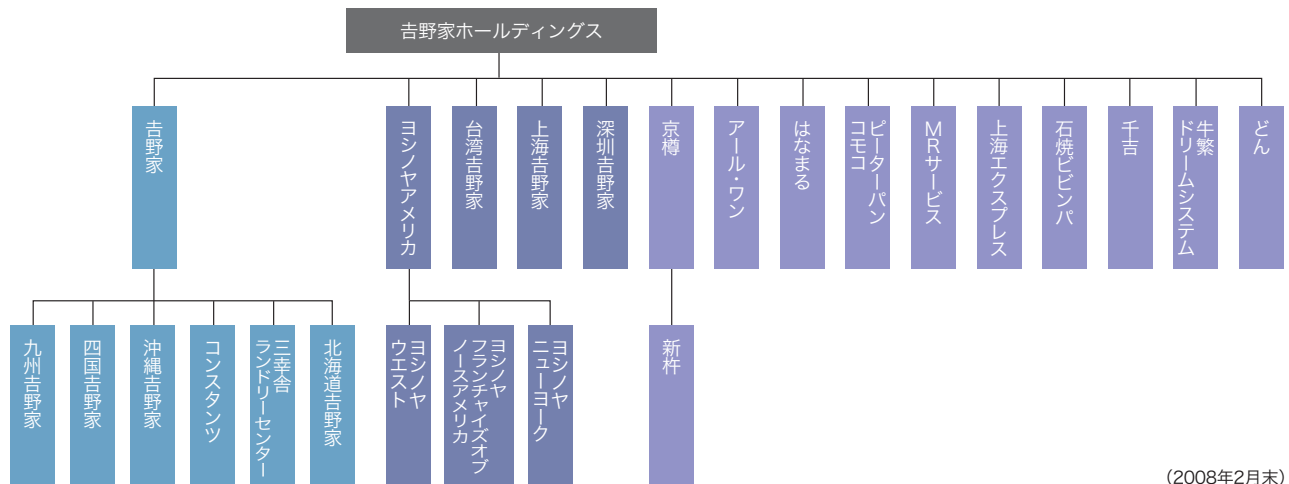 吉野家ホールディングス
吉野家
ヨシノヤアメリカ
台湾吉野家
上海吉野家
深圳吉野家
京樽
アール・ワン
はなまる
ピーターパン
コモコ
MRサービス
上海エクスプレス
石焼ビビンパ
千吉
牛繁
ドリームシステム
どん
九州吉野家
四国吉野家
沖縄吉野家
コンスタンツ
三幸舎
ランドリーセンター
北海道吉野家
ヨシノヤ
ウエスト
ヨシノヤ
フランチャイズオブ
ノースアメリカ
ヨシノヤ
ニューヨーク
新杵
(2008年2月末)